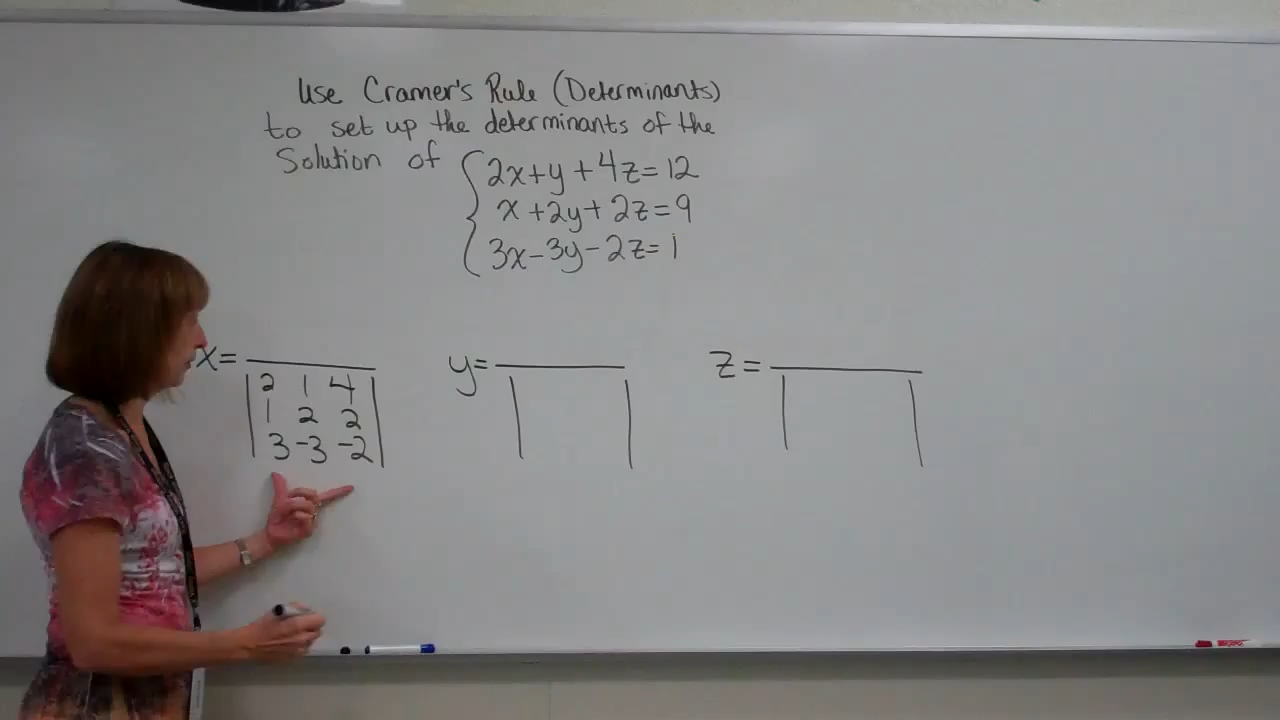 Use Cramer's Rule (Determinants)
to set up the determinants of the
Solution of { 2x+y+4z=12
x+2y+2z=9
3x-3y-2z=1
x= y= z=
2 1 4
1 2 2
3 -3 -2